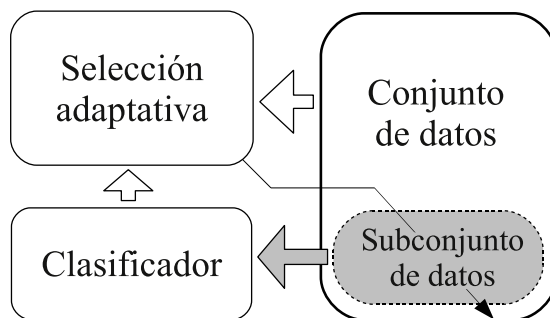 Selección
adaptativa
Conjunto
de datos
Clasificador
Subconjunto
de datos